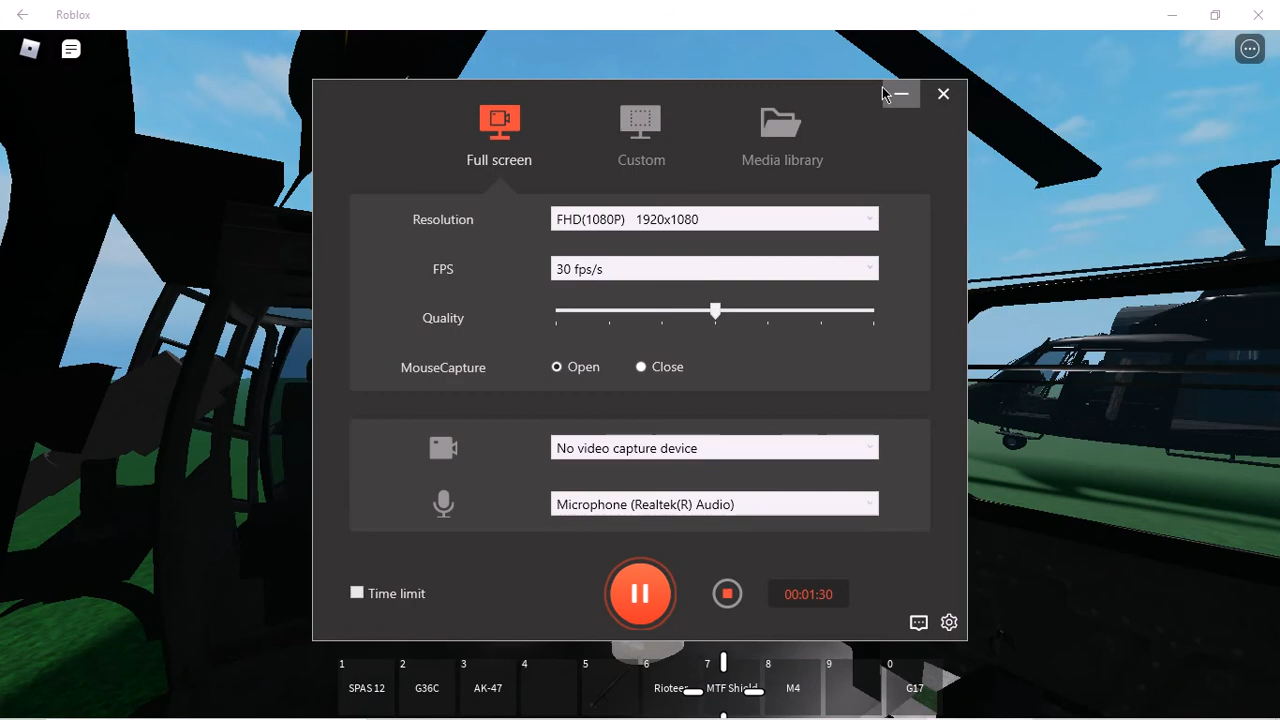 Roblox
Full screen
Custom
Media library
Resolution
FHD(1080P) 1920x1080
FPS
30 fps/s
Quality
MouseCapture
Open
Close
No video capture device
Microphone (Realtek(R) Audio)
Time limit
00:01:30
1 2 3 4 5 6 7 8 9 0
SPAS 12 G36C AK-47 Rioteer MTF Shield M4 G17